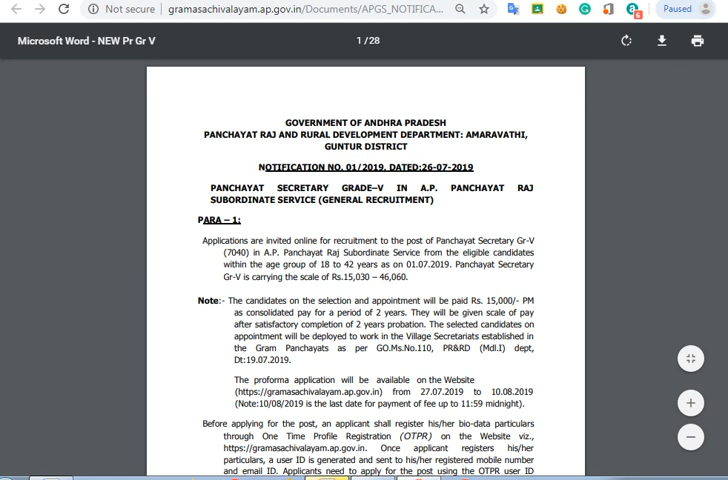 Not secure
gramasachivalayam.ap.gov.in/Documents/APGS_NOTIFICA...
6
Paused
Microsoft Word - NEW Pr Gr V
1 / 28
GOVERNMENT OF ANDHRA PRADESH
PANCHAYAT RAJ AND RURAL DEVELOPMENT DEPARTMENT: AMARAVATHI,
GUNTUR DISTRICT
NOTIFICATION NO. 01/2019. DATED:26-07-2019
PANCHAYAT SECRETARY GRADE–V IN A.P. PANCHAYAT RAJ
SUBORDINATE SERVICE (GENERAL RECRUITMENT)
PARA – 1:
Applications are invited online for recruitment to the post of Panchayat Secretary Gr-V
(7040) in A.P. Panchayat Raj Subordinate Service from the eligible candidates
within the age group of 18 to 42 years as on 01.07.2019. Panchayat Secretary
Gr-V is carrying the scale of Rs.15,030 – 46,060.
Note:- The candidates on the selection and appointment will be paid Rs. 15,000/- PM
as consolidated pay for a period of 2 years. They will be given scale of pay
after satisfactory completion of 2 years probation. The selected candidates on
appointment will be deployed to work in the Village Secretariats established in
the Gram Panchayats as per GO.Ms.No.110, PR&RD (Mdl.I) dept,
Dt:19.07.2019.
The proforma application will be available on the Website
(https://gramasachivalayam.ap.gov.in) from 27.07.2019 to 10.08.2019
(Note:10/08/2019 is the last date for payment of fee up to 11:59 midnight).
Before applying for the post, an applicant shall register his/her bio-data particulars
through One Time Profile Registration (OTPR) on the Website viz.,
https://gramasachivalayam.ap.gov.in. Once applicant registers his/her
particulars, a user ID is generated and sent to his/her registered mobile number
and email ID. Applicants need to apply for the post using the OTPR user ID